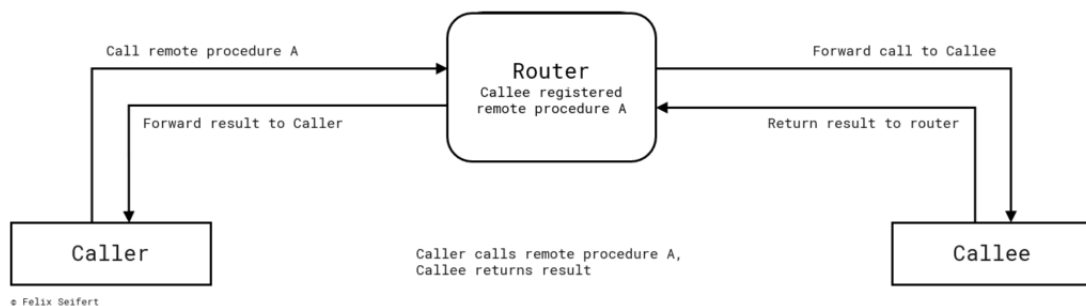 Call remote procedure A
Forward call to Callee
Router
Callee registered
remote procedure A
Forward result to Caller
Return result to router
Caller
Caller calls remote procedure A,
Callee returns result
Callee
© Felix Seifert